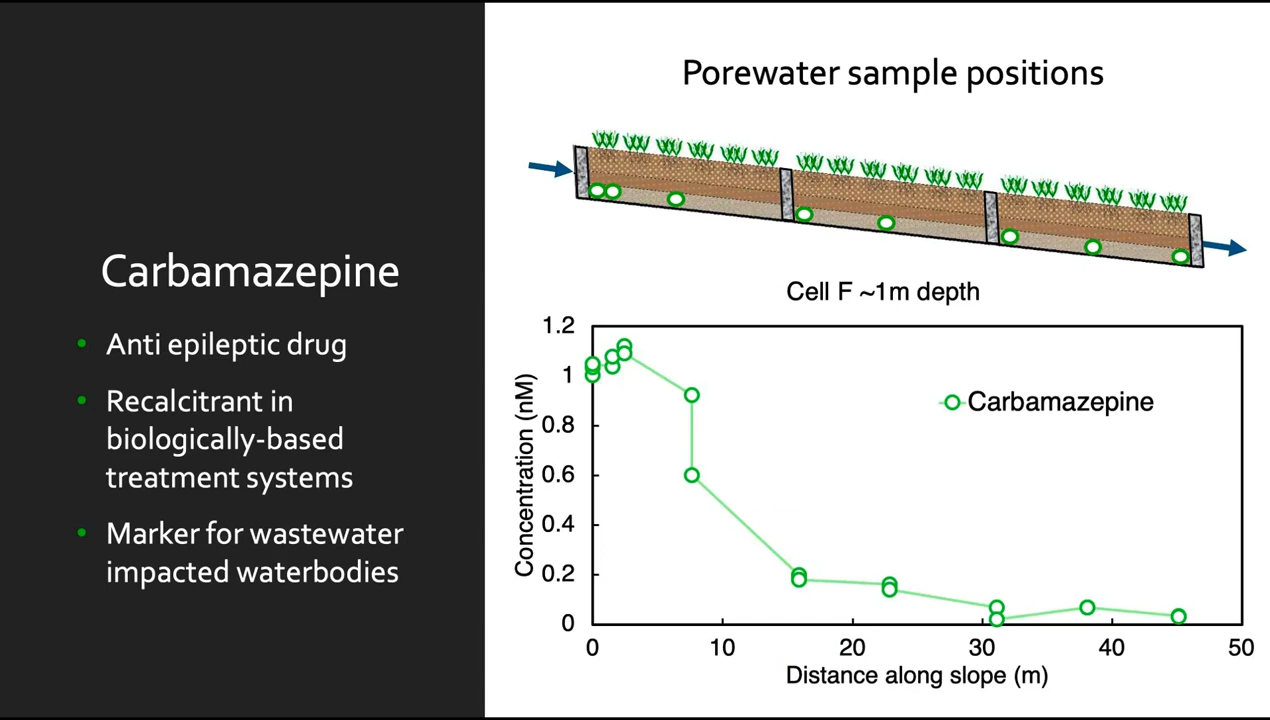 Carbamazepine
• Anti epileptic drug
• Recalcitrant in
biologically-based
treatment systems
• Marker for wastewater
impacted waterbodies
Porewater sample positions
Cell F ~1m depth
Concentration (nM)
1.2
1
0.8
0.6
0.4
0.2
0
Carbamazepine
0 10 20 30 40 50
Distance along slope (m)